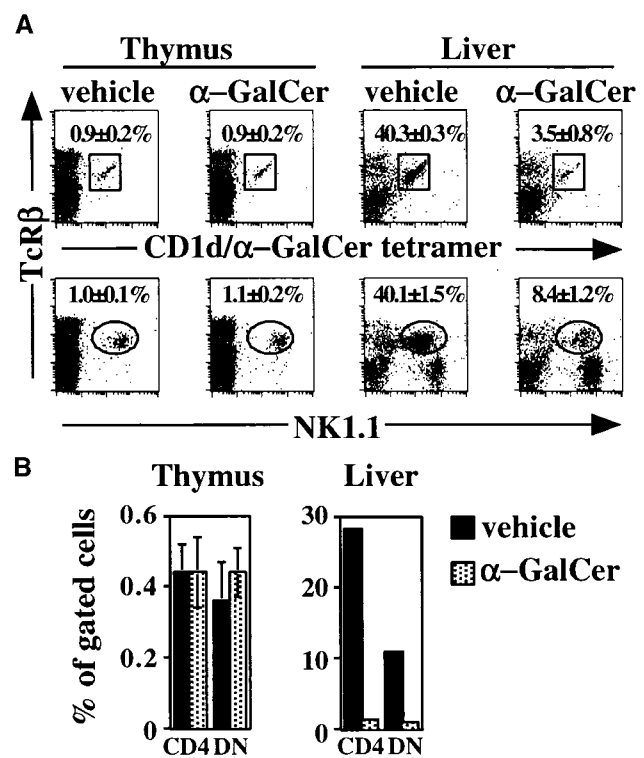 A
Thymus Liver
vehicle α–GalCer vehicle α–GalCer
0.9±0.2% 0.9±0.2% 40.3±0.3% 3.5±0.8%
TcRβ
CD1d/α–GalCer tetramer
1.0±0.1% 1.1±0.2% 40.1±1.5% 8.4±1.2%
NK1.1
B
Thymus Liver
% of gated cells
0.6
0.4
0.2
0
CD4 DN
30
20
10
0
CD4 DN
vehicle
α–GalCer